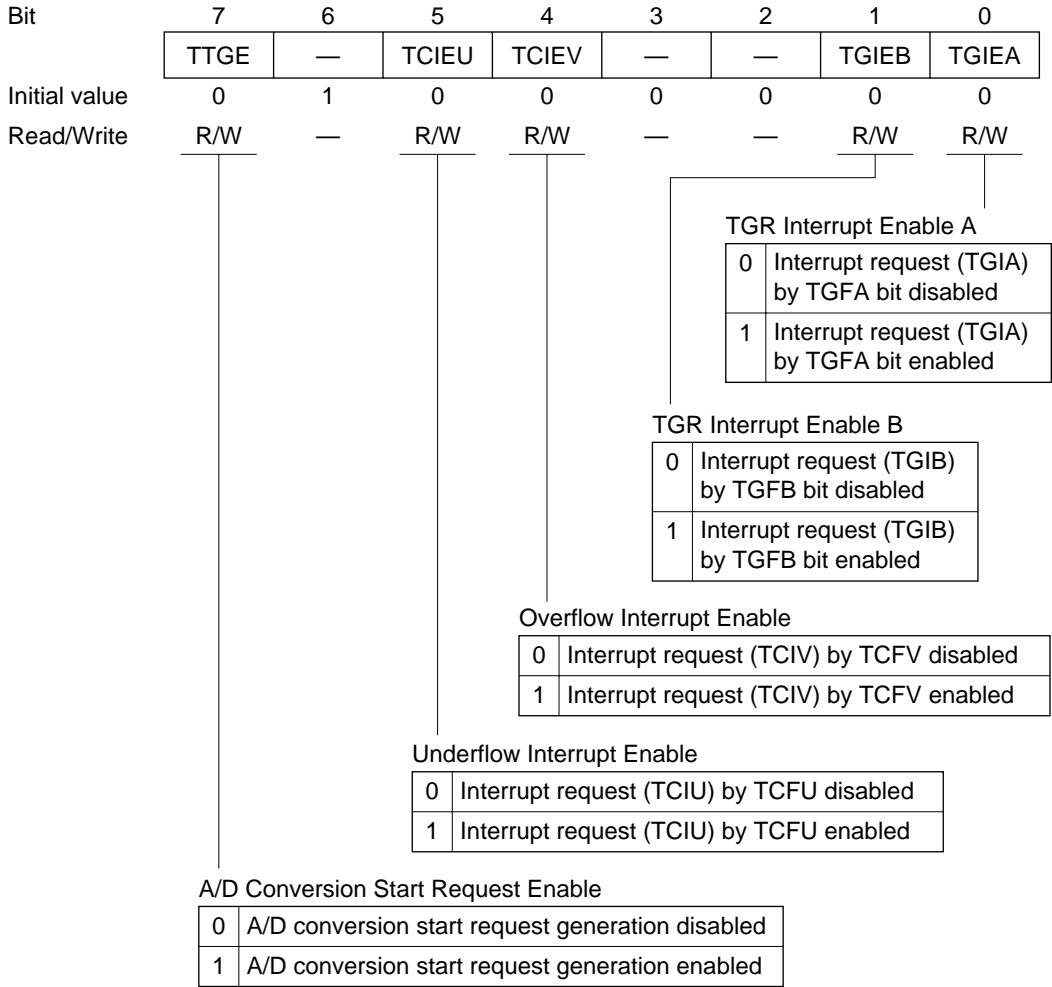 Bit 7 6 5 4 3 2 1 0
TTGE — TCIEU TCIEV — — TGIEB TGIEA
Initial value 0 1 0 0 0 0 0 0
Read/Write R/W — R/W R/W — — R/W R/W
TGR Interrupt Enable A
0 Interrupt request (TGIA)
by TGFA bit disabled
1 Interrupt request (TGIA)
by TGFA bit enabled
TGR Interrupt Enable B
0 Interrupt request (TGIB)
by TGFB bit disabled
1 Interrupt request (TGIB)
by TGFB bit enabled
Overflow Interrupt Enable
0 Interrupt request (TCIV) by TCFV disabled
1 Interrupt request (TCIV) by TCFV enabled
Underflow Interrupt Enable
0 Interrupt request (TCIU) by TCFU disabled
1 Interrupt request (TCIU) by TCFU enabled
A/D Conversion Start Request Enable
0 A/D conversion start request generation disabled
1 A/D conversion start request generation enabled